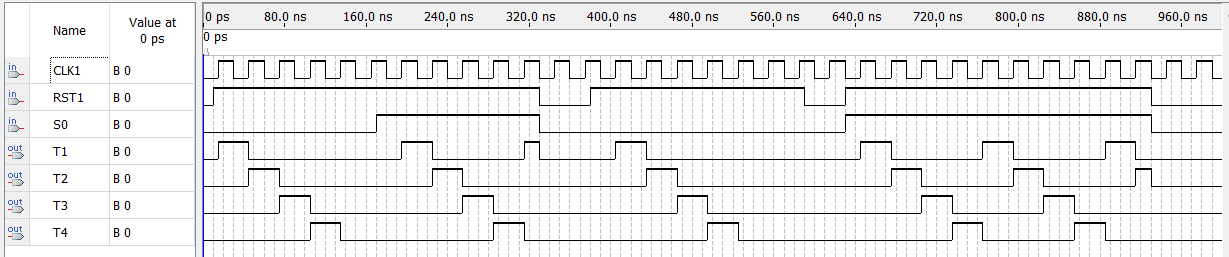 Name Value at 0 ps 0 ps 80.0 ns 160.0 ns 240.0 ns 320.0 ns 400.0 ns 480.0 ns 560.0 ns 640.0 ns 720.0 ns 800.0 ns 880.0 ns 960.0 ns
0 ps
in CLK1 B 0
in RST1 B 0
in S0 B 0
out T1 B 0
out T2 B 0
out T3 B 0
out T4 B 0